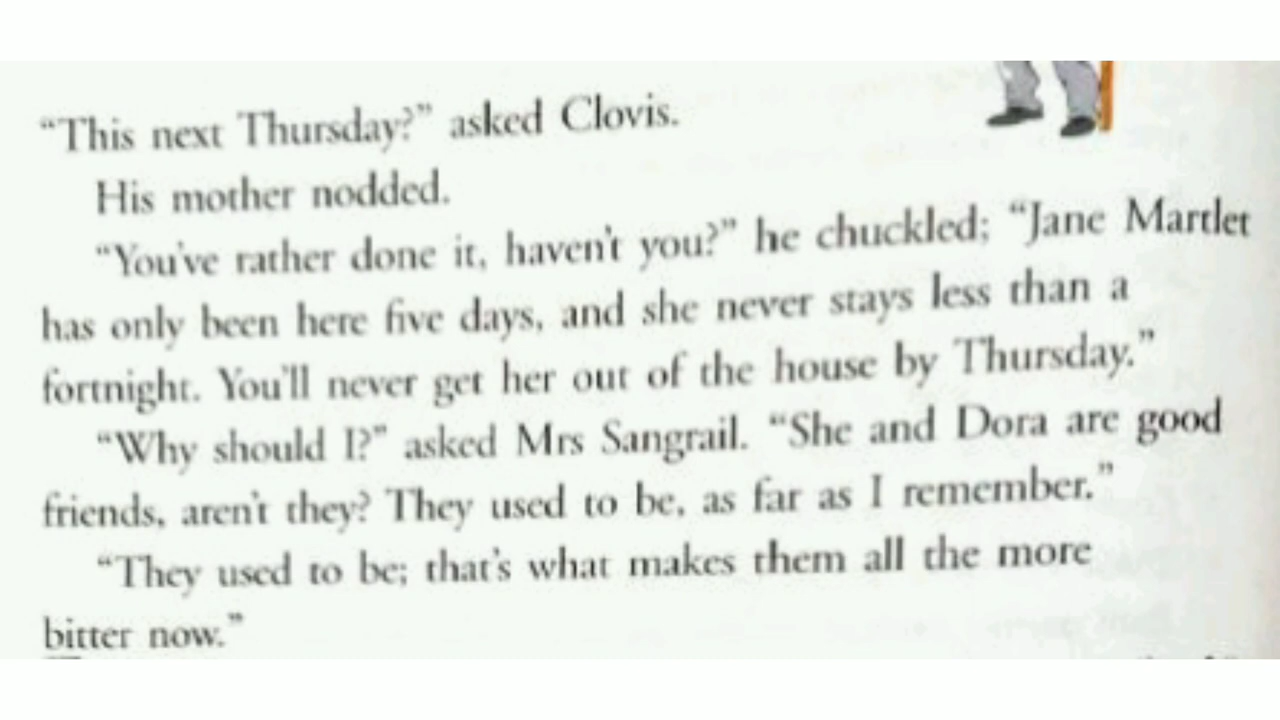 “This next Thursday?” asked Clovis.
His mother nodded.
“You’ve rather done it, haven’t you?” he chuckled; “Jane Martlet
has only been here five days, and she never stays less than a
fortnight. You’ll never get her out of the house by Thursday.”
“Why should I?” asked Mrs Sangrail. “She and Dora are good
friends, aren’t they? They used to be, as far as I remember.”
“They used to be; that’s what makes them all the more
bitter now.”